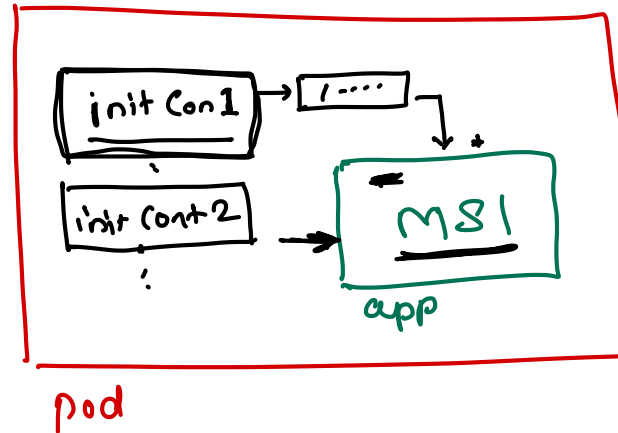 init Con1
1----
init Cont2
MS1
app
pod